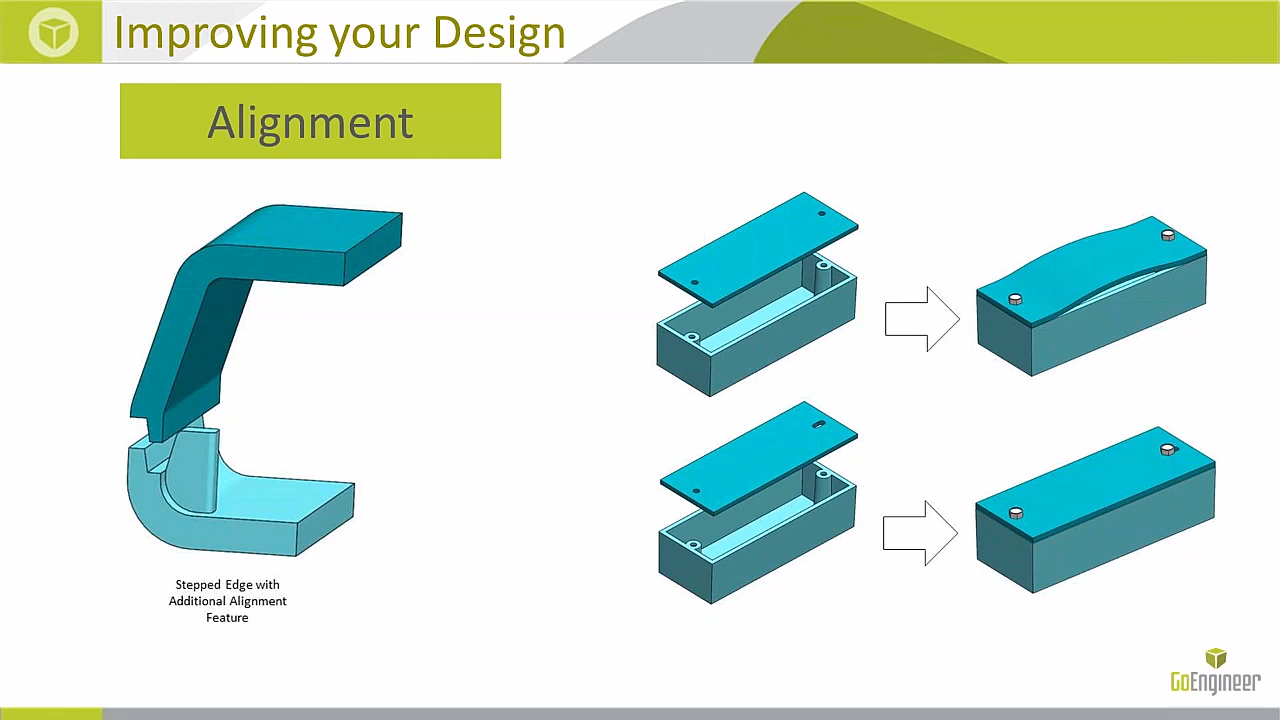 Improving your Design
Alignment
Stepped Edge with
Additional Alignment
Feature
GoEngineer